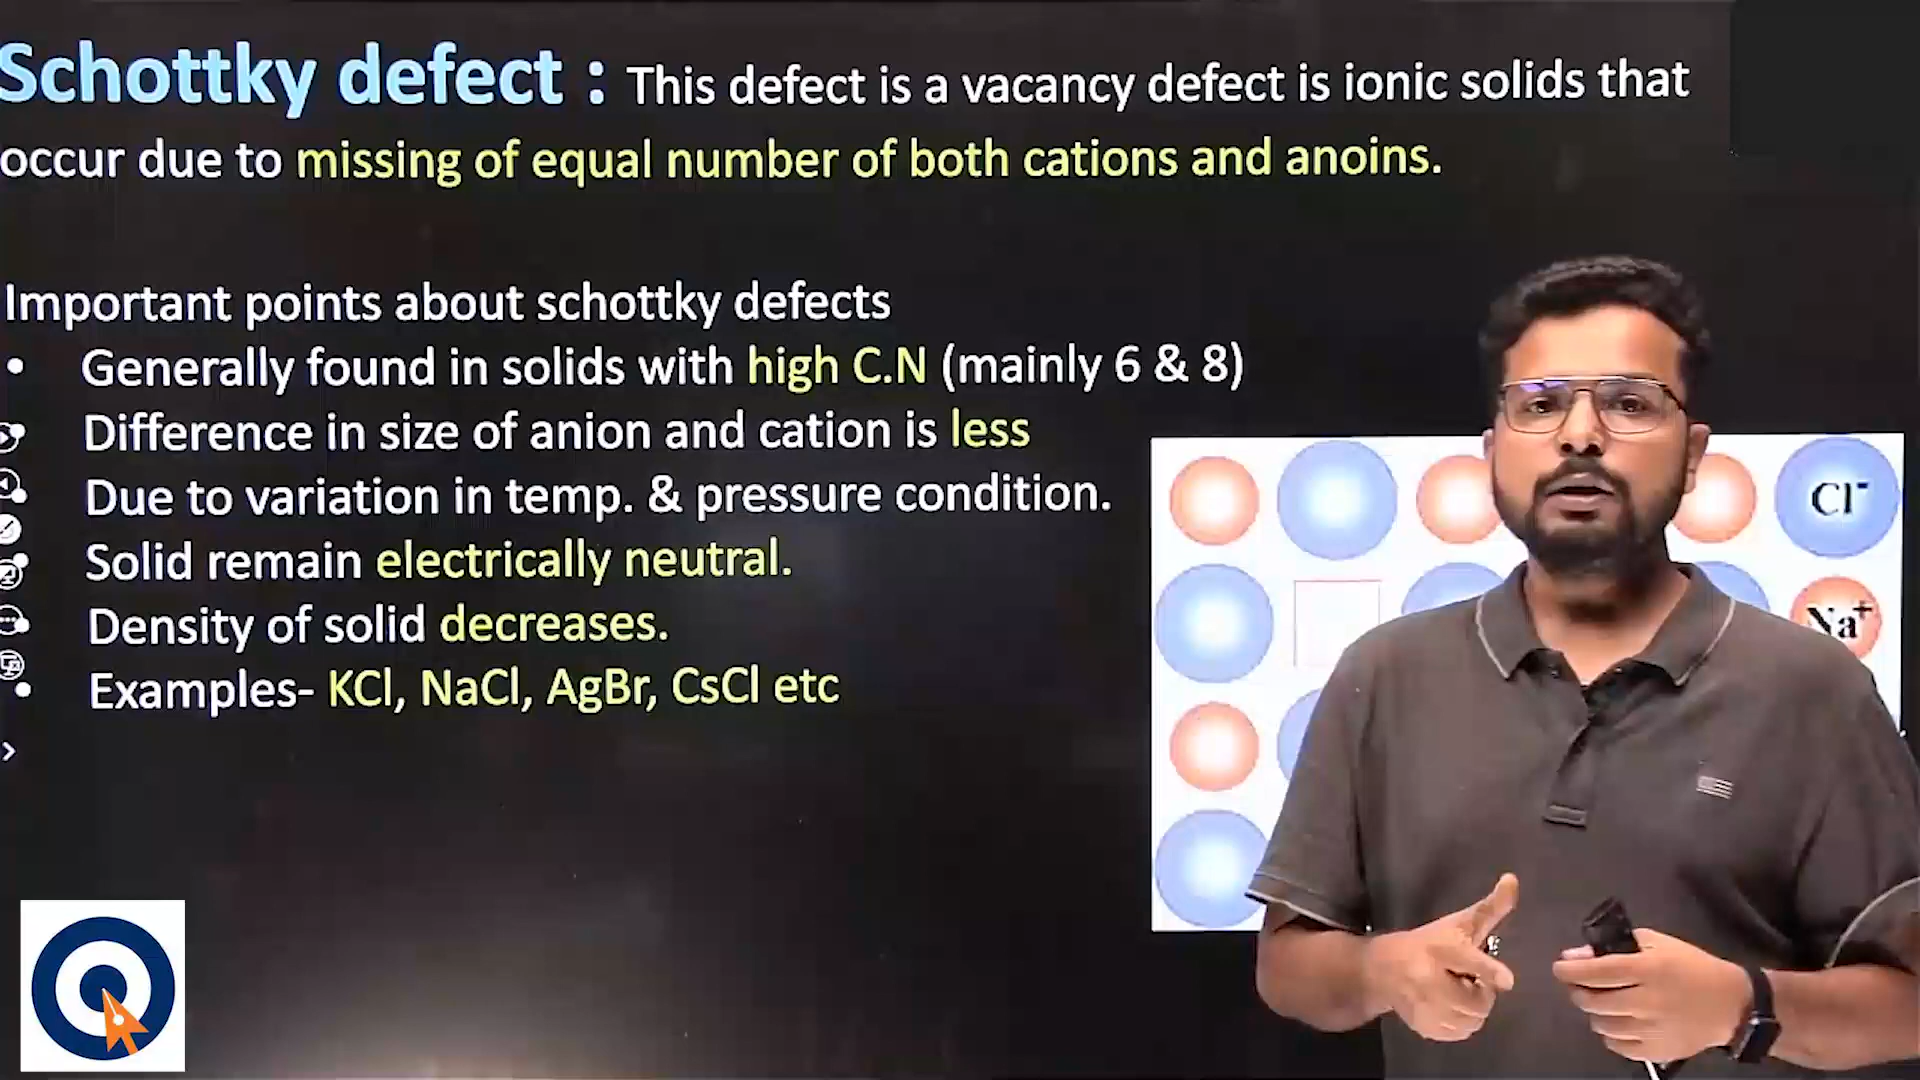 Schottky defect : This defect is a vacancy defect is ionic solids that
occur due to missing of equal number of both cations and anoins.
Important points about schottky defects
• Generally found in solids with high C.N (mainly 6 & 8)
Difference in size of anion and cation is less
Due to variation in temp. & pressure condition.
Solid remain electrically neutral.
Density of solid decreases.
• Examples- KCl, NaCl, AgBr, CsCl etc
Cl⁻
Na⁺